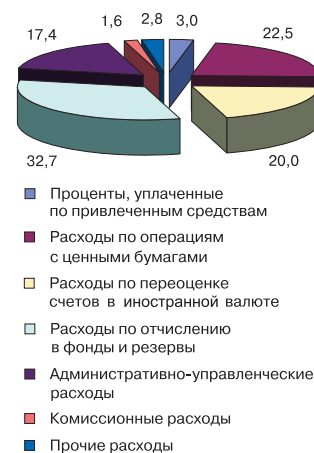 17,4
1,6
2,8
3,0
22,5
32,7
20,0
Проценты, уплаченные
по привлеченным средствам
Расходы по операциям
с ценными бумагами
Расходы по переоценке
счетов в иностранной валюте
Расходы по отчислению
в фонды и резервы
Административно-управленческие
расходы
Комиссионные расходы
Прочие расходы